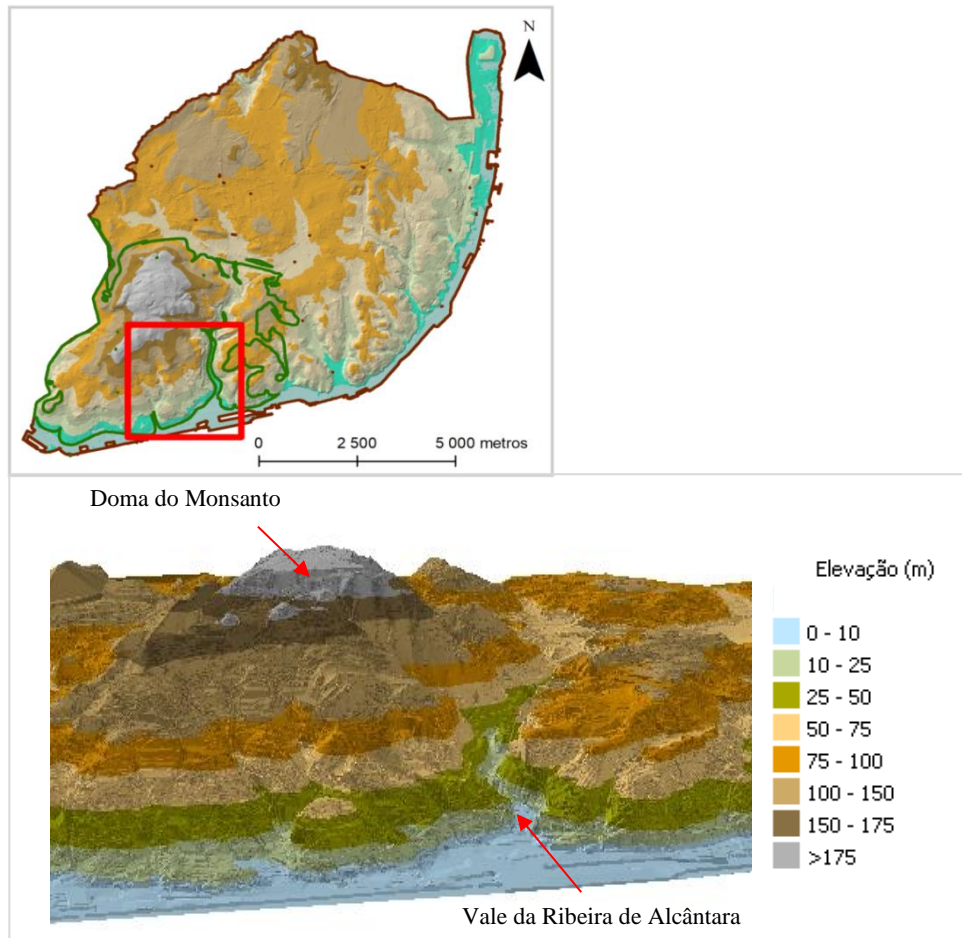 N
0 2 500 5 000 metros
Doma do Monsanto
Elevação (m)
0 - 10
10 - 25
25 - 50
50 - 75
75 - 100
100 - 150
150 - 175
>175
Vale da Ribeira de Alcântara